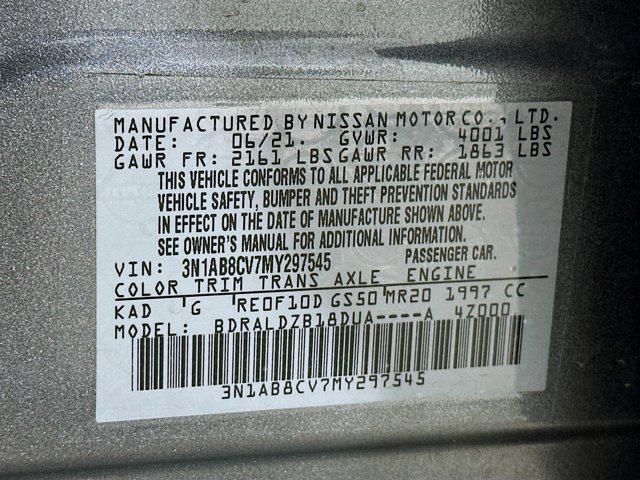 MANUFACTURED BY NISSAN MOTOR CO., LTD.
DATE: 06/21. GVWR: 4001 LBS
GAWR FR: 2161 LBS GAWR RR: 1863 LBS
THIS VEHICLE CONFORMS TO ALL APPLICABLE FEDERAL MOTOR
VEHICLE SAFETY, BUMPER AND THEFT PREVENTION STANDARDS
IN EFFECT ON THE DATE OF MANUFACTURE SHOWN ABOVE.
SEE OWNER'S MANUAL FOR ADDITIONAL INFORMATION.
VIN: 3N1AB8CV7MY297545 PASSENGER CAR.
COLOR TRIM TRANS AXLE ENGINE
KAD G RE0F10D GS50 MR20 1997 CC
MODEL: BDRALDZB18DUA----A 4Z000
3N1AB8CV7MY297545